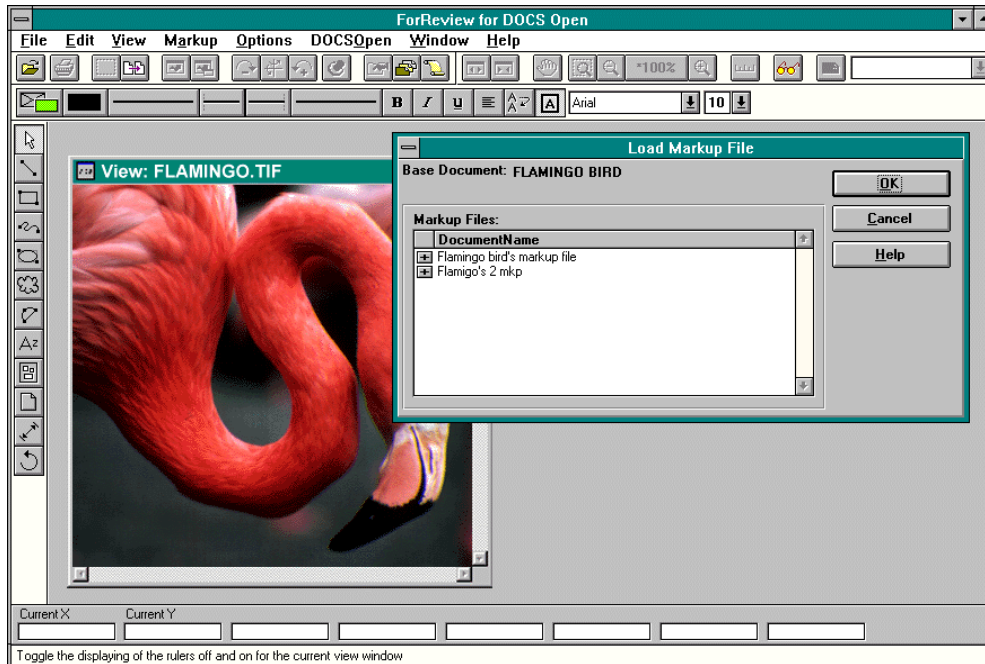 ForReview for DOCS Open
File Edit View Markup Options DOCSOpen Window Help
*100%
B I u A Z A Arial 10
View: FLAMINGO.TIF
Load Markup File
Base Document: FLAMINGO BIRD
OK
Markup Files:
Cancel
DocumentName
Help
Flamingo bird's markup file
Flamigo's 2 mkp
Az
Current X Current Y
Toggle the displaying of the rulers off and on for the current view window